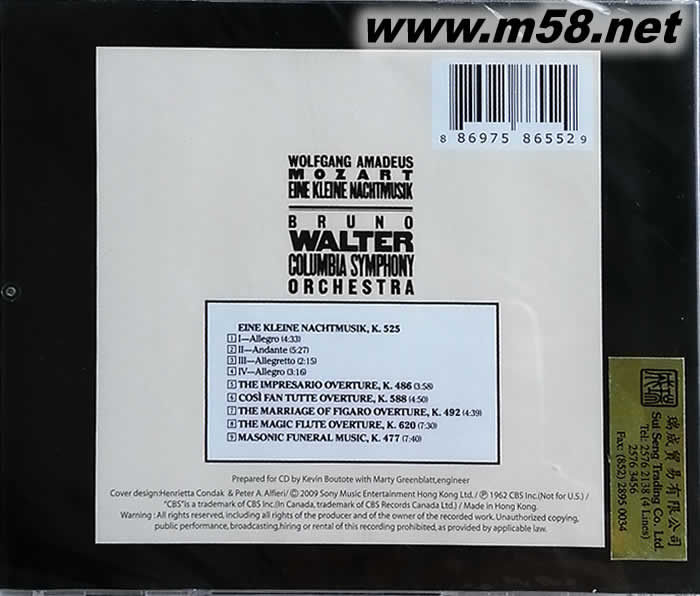 www.m58.net
8 86975 86552 9
WOLFGANG AMADEUS
MOZART
EINE KLEINE NACHTMUSIK
BRUNO
WALTER
COLUMBIA SYMPHONY
ORCHESTRA
EINE KLEINE NACHTMUSIK, K. 525
1 I—Allegro (4:33)
2 II—Andante (5:27)
3 III—Allegretto (2:15)
4 IV—Allegro (3:16)
5 THE IMPRESARIO OVERTURE, K. 486 (3:58)
6 COSÌ FAN TUTTE OVERTURE, K. 588 (4:50)
7 THE MARRIAGE OF FIGARO OVERTURE, K. 492 (4:39)
8 THE MAGIC FLUTE OVERTURE, K. 620 (7:30)
9 MASONIC FUNERAL MUSIC, K. 477 (7:40)
Prepared for CD by Kevin Boutote with Marty Greenblatt,engineer
Cover design:Henrietta Condak & Peter A. Alfieri/ © 2009 Sony Music Entertainment Hong Kong Ltd./ ℗ 1962 CBS Inc.(Not for U.S.) /
"CBS"is a trademark of CBS Inc.(In Canada, trademark of CBS Records Canada Ltd.) / Made in Hong Kong.
Warning : All rights reserved, including all rights of the producer and of the owner of the recorded work. Unauthorized copying,
public performance, broadcasting,hiring or rental of this recording prohibited, as provided by applicable law.
瑞成貿易有限公司
Sui Seng Trading Co. Ltd.
Tel: 2576 2138 (4 Lines)
2576 3456
Fax: (852) 2895 0034